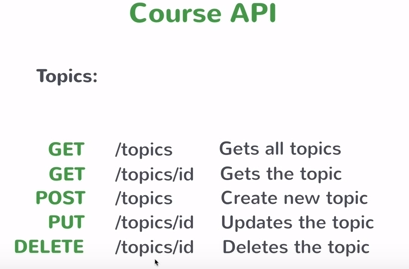 Course API
Topics:
GET /topics Gets all topics
GET /topics/id Gets the topic
POST /topics Create new topic
PUT /topics/id Updates the topic
DELETE /topics/id Deletes the topic